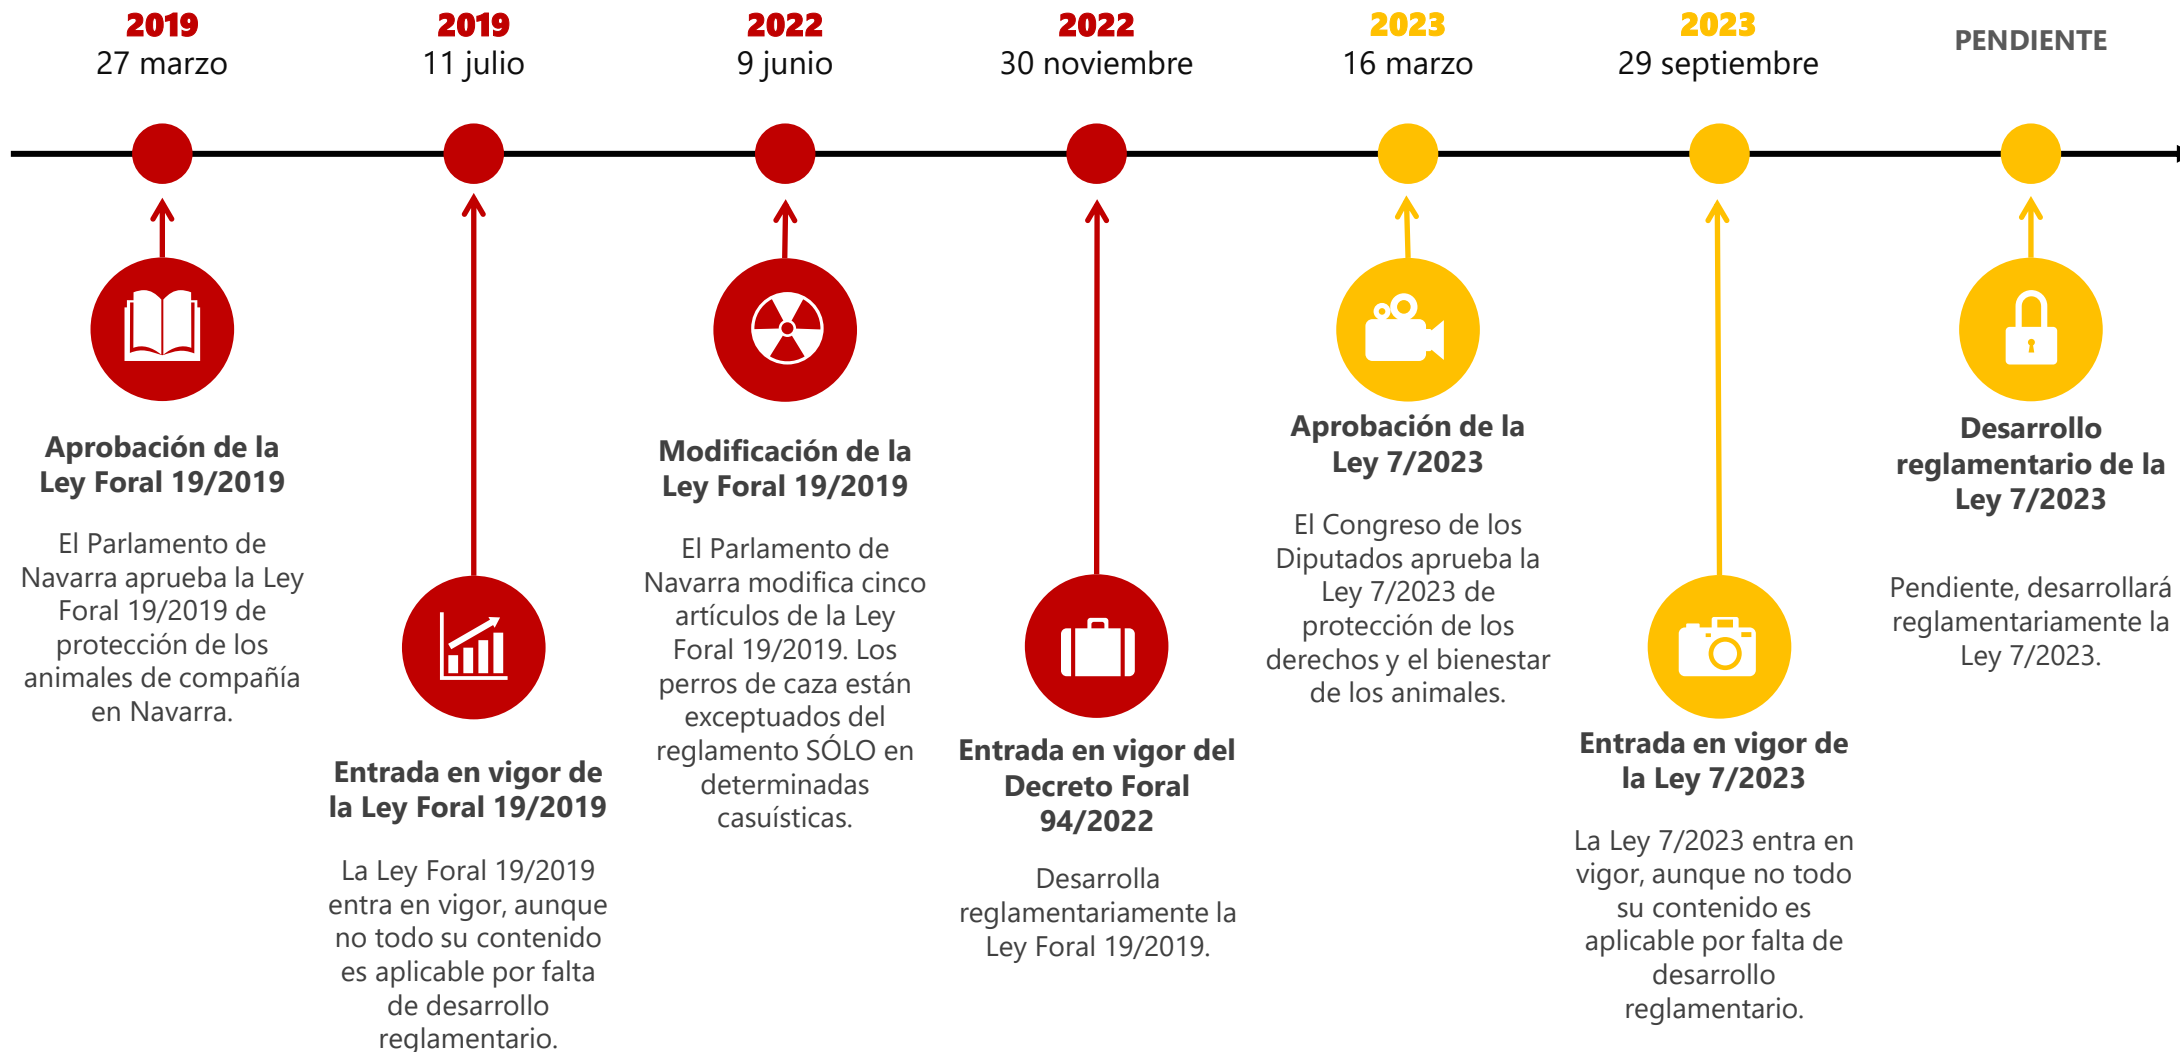 2019
27 marzo
2019
11 julio
2022
9 junio
2022
30 noviembre
2023
16 marzo
2023
29 septiembre
PENDIENTE
Aprobación de la
Ley Foral 19/2019
El Parlamento de
Navarra aprueba la Ley
Foral 19/2019 de
protección de los
animales de compañía
en Navarra.
Entrada en vigor de
la Ley Foral 19/2019
La Ley Foral 19/2019
entra en vigor, aunque
no todo su contenido
es aplicable por falta
de desarrollo
reglamentario.
Modificación de la
Ley Foral 19/2019
El Parlamento de
Navarra modifica cinco
artículos de la Ley
Foral 19/2019. Los
perros de caza están
exceptuados del
reglamento SÓLO en
determinadas
casuísticas.
Entrada en vigor del
Decreto Foral
94/2022
Desarrolla
reglamentariamente la
Ley Foral 19/2019.
Aprobación de la
Ley 7/2023
El Congreso de los
Diputados aprueba la
Ley 7/2023 de
protección de los
derechos y el bienestar
de los animales.
Entrada en vigor de
la Ley 7/2023
La Ley 7/2023 entra en
vigor, aunque no todo
su contenido es
aplicable por falta de
desarrollo
reglamentario.
Desarrollo
reglamentario de la
Ley 7/2023
Pendiente, desarrollará
reglamentariamente la
Ley 7/2023.